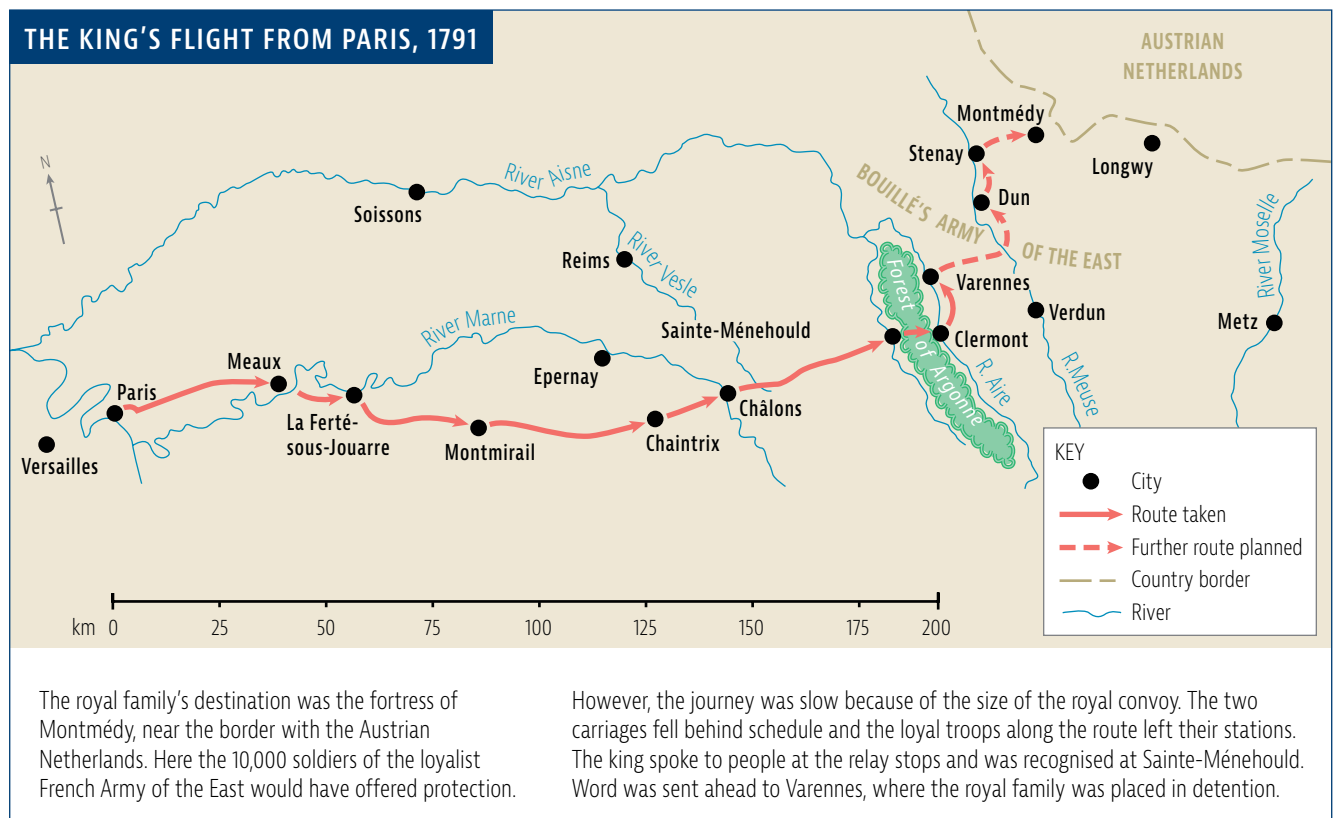 THE KING'S FLIGHT FROM PARIS, 1791
AUSTRIAN
NETHERLANDS
Montmédy
Stenay
Longwy
N
River Aisne
Soissons
Dun
BOUILLÉ'S ARMY
OF THE EAST
River Moselle
Reims
River Vesle
Forest
of Argonne
Varennes
Verdun
Metz
River Marne
Sainte-Ménehould
Clermont
Meaux
Epernay
R. Aire
R. Meuse
Paris
Châlons
La Ferté-
sous-Jouarre
Montmirail
Chaintrix
Versailles
KEY
City
Route taken
Further route planned
Country border
River
km 0 25 50 75 100 125 150 175 200
The royal family's destination was the fortress of
Montmédy, near the border with the Austrian
Netherlands. Here the 10,000 soldiers of the loyalist
French Army of the East would have offered protection.
However, the journey was slow because of the size of the royal convoy. The two
carriages fell behind schedule and the loyal troops along the route left their stations.
The king spoke to people at the relay stops and was recognised at Sainte-Ménehould.
Word was sent ahead to Varennes, where the royal family was placed in detention.